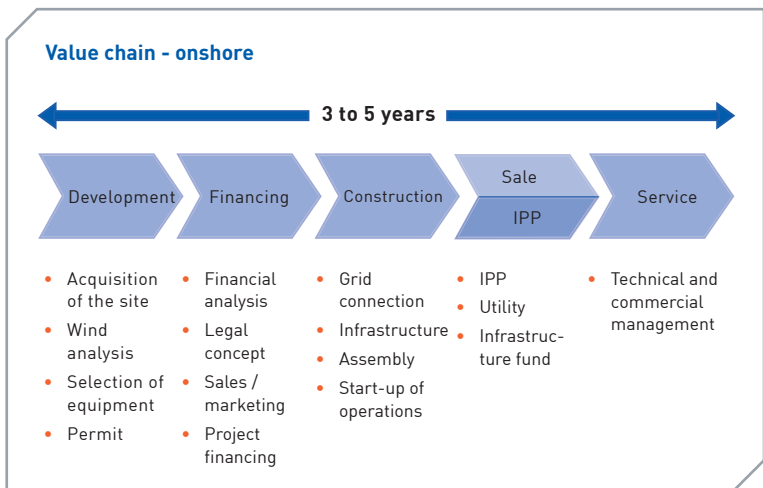 Value chain - onshore
3 to 5 years
Development
Financing
Construction
Sale
IPP
Service
• Acquisition
of the site
• Wind
analysis
• Selection of
equipment
• Permit
• Financial
analysis
• Legal
concept
• Sales /
marketing
• Project
financing
• Grid
connection
• Infrastructure
• Assembly
• Start-up of
operations
• IPP
• Utility
• Infrastruc-
ture fund
• Technical and
commercial
management